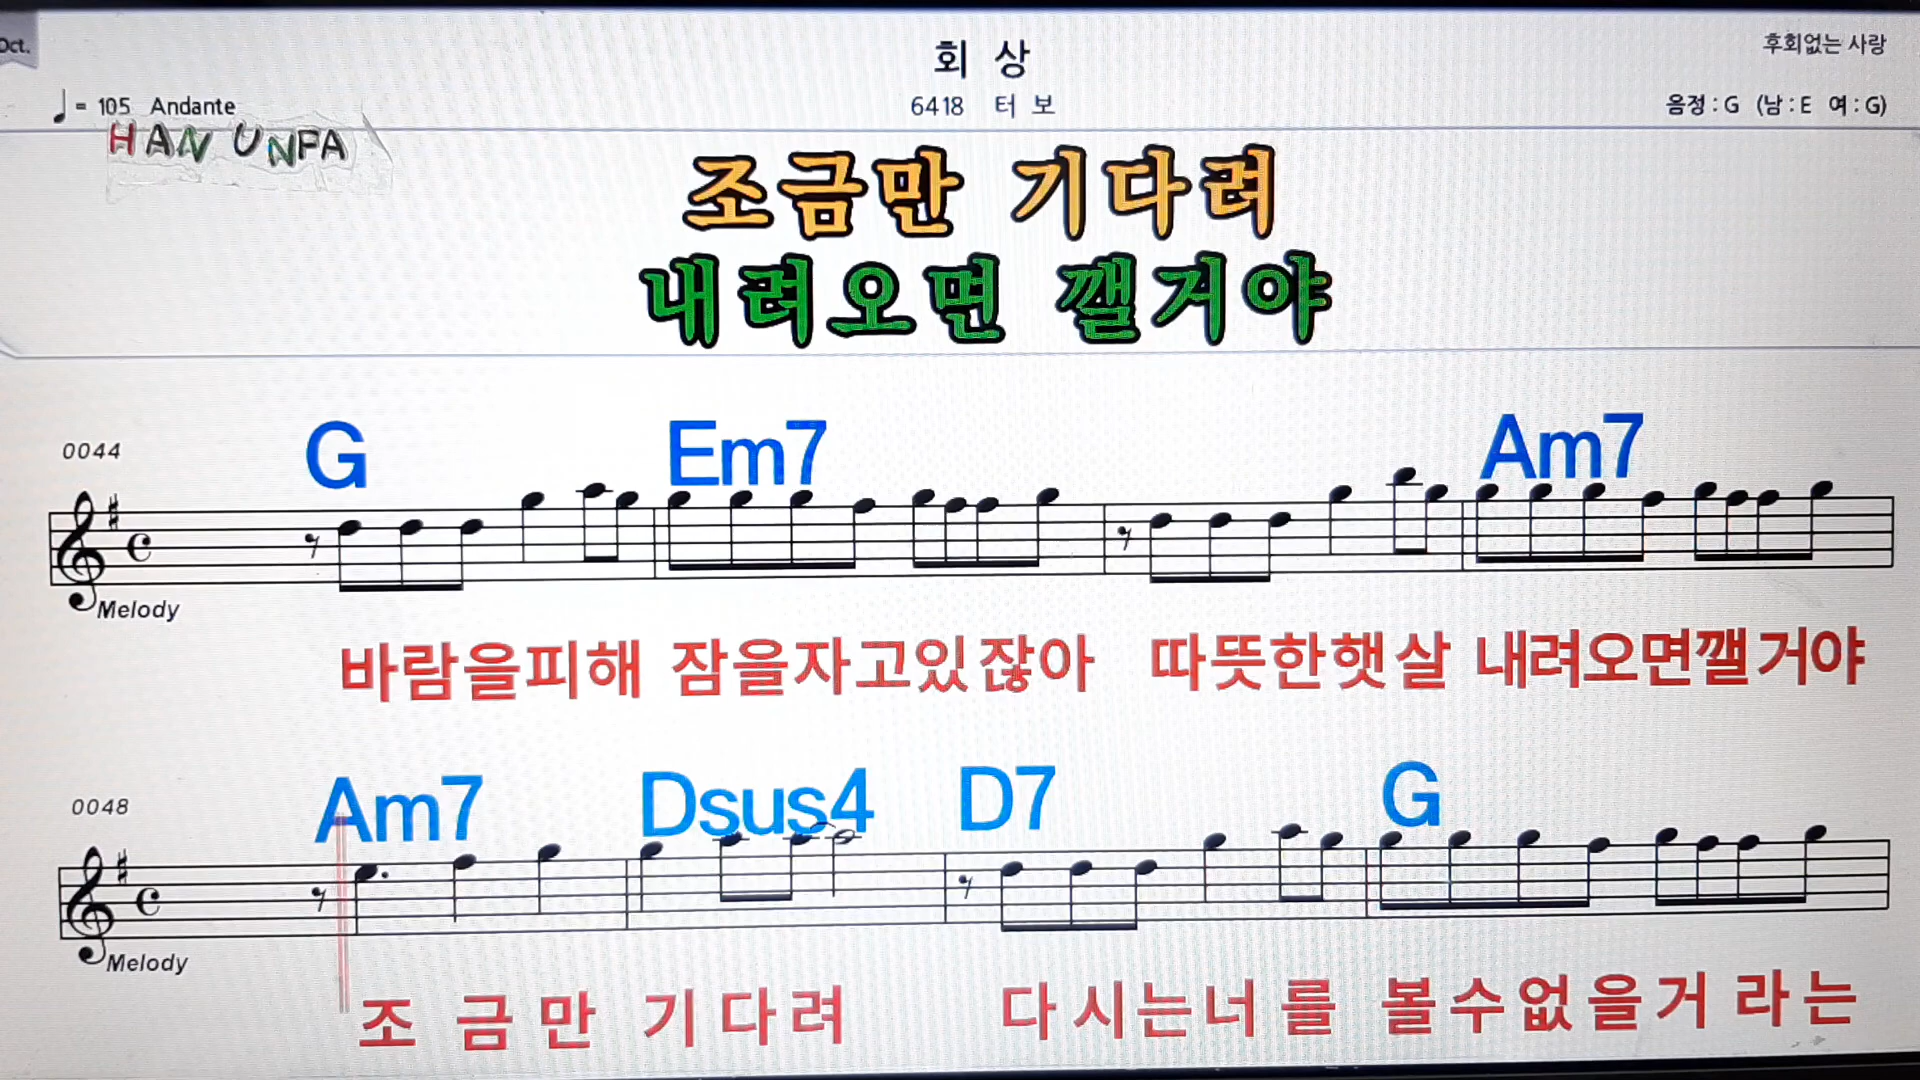 Oct.
회 상
후회없는 사랑
♩= 105 Andante
6418 터 보
음정 : G (남 : E 여 : G)
HAN UNPA
조금만 기다려
내려오면 깰거야
0044
G Em7 Am7
Melody
바람을피해 잠을자고있잖아 따뜻한햇살 내려오면깰거야
0048
Am7 Dsus4 D7 G
Melody
조 금 만 기 다 려 다 시는너 를 볼수없을거 라는